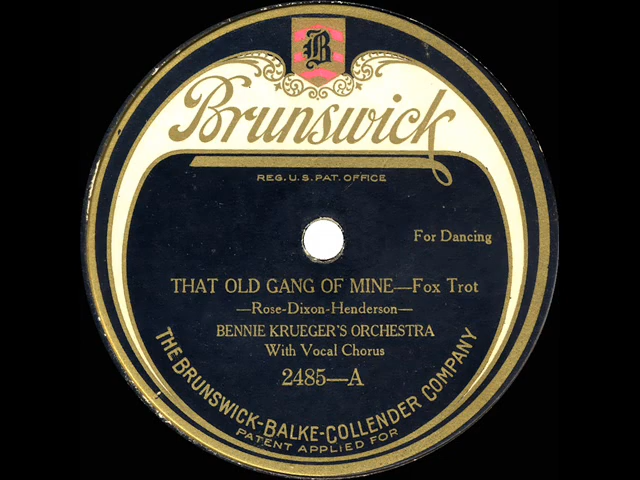 B
Brunswick
REG. U.S. PAT. OFFICE
For Dancing
THAT OLD GANG OF MINE—Fox Trot
—Rose-Dixon-Henderson—
BENNIE KRUEGER'S ORCHESTRA
With Vocal Chorus
2485—A
THE BRUNSWICK-BALKE-COLLENDER COMPANY
PATENT APPLIED FOR